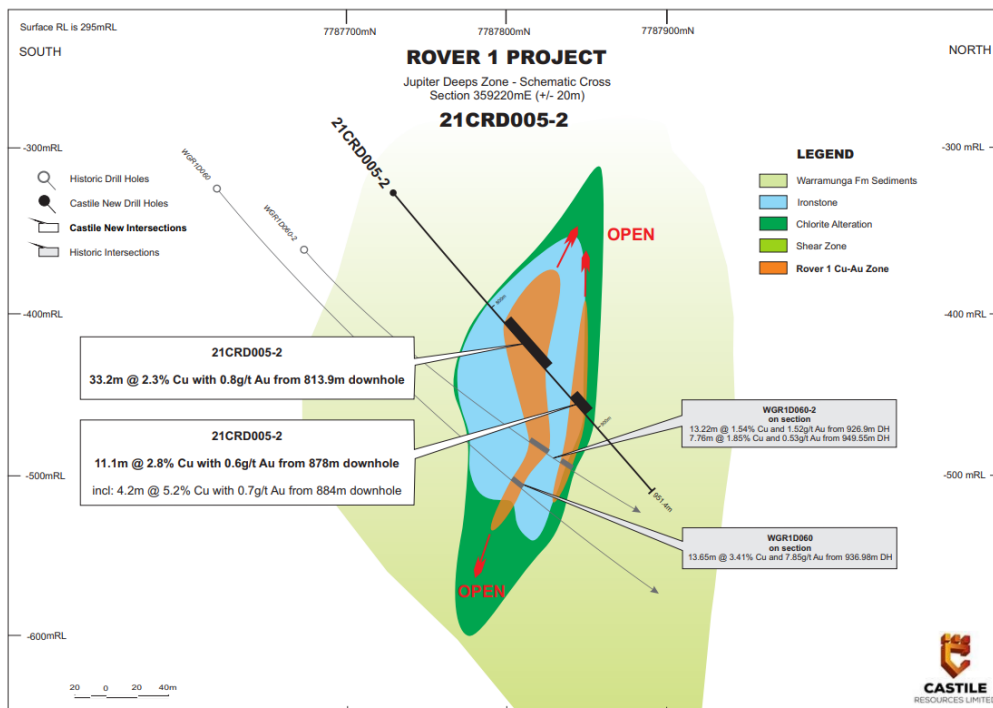 Surface RL is 295mRL
7787700mN
7787800mN
7787900mN
SOUTH
NORTH
ROVER 1 PROJECT
Jupiter Deeps Zone - Schematic Cross
Section 359220mE (+/- 20m)
21CRD005-2
-300mRL
-300 mRL
WGR1D060
21CRD005-2
WGR1D060-2
Historic Drill Holes
Castile New Drill Holes
Castile New Intersections
Historic Intersections
LEGEND
Warramunga Fm Sediments
Ironstone
Chlorite Alteration
Shear Zone
Rover 1 Cu-Au Zone
OPEN
800m
-400mRL
-400 mRL
21CRD005-2
33.2m @ 2.3% Cu with 0.8g/t Au from 813.9m downhole
21CRD005-2
11.1m @ 2.8% Cu with 0.6g/t Au from 878m downhole
incl: 4.2m @ 5.2% Cu with 0.7g/t Au from 884m downhole
WGR1D060-2
on section
13.22m @ 1.54% Cu and 1.52g/t Au from 926.9m DH
7.76m @ 1.85% Cu and 0.53g/t Au from 949.55m DH
900m
-500mRL
-500 mRL
951.4m
WGR1D060
on section
13.65m @ 3.41% Cu and 7.85g/t Au from 936.98m DH
OPEN
-600mRL
20 0 20 40m
CASTILE
RESOURCES LIMITED